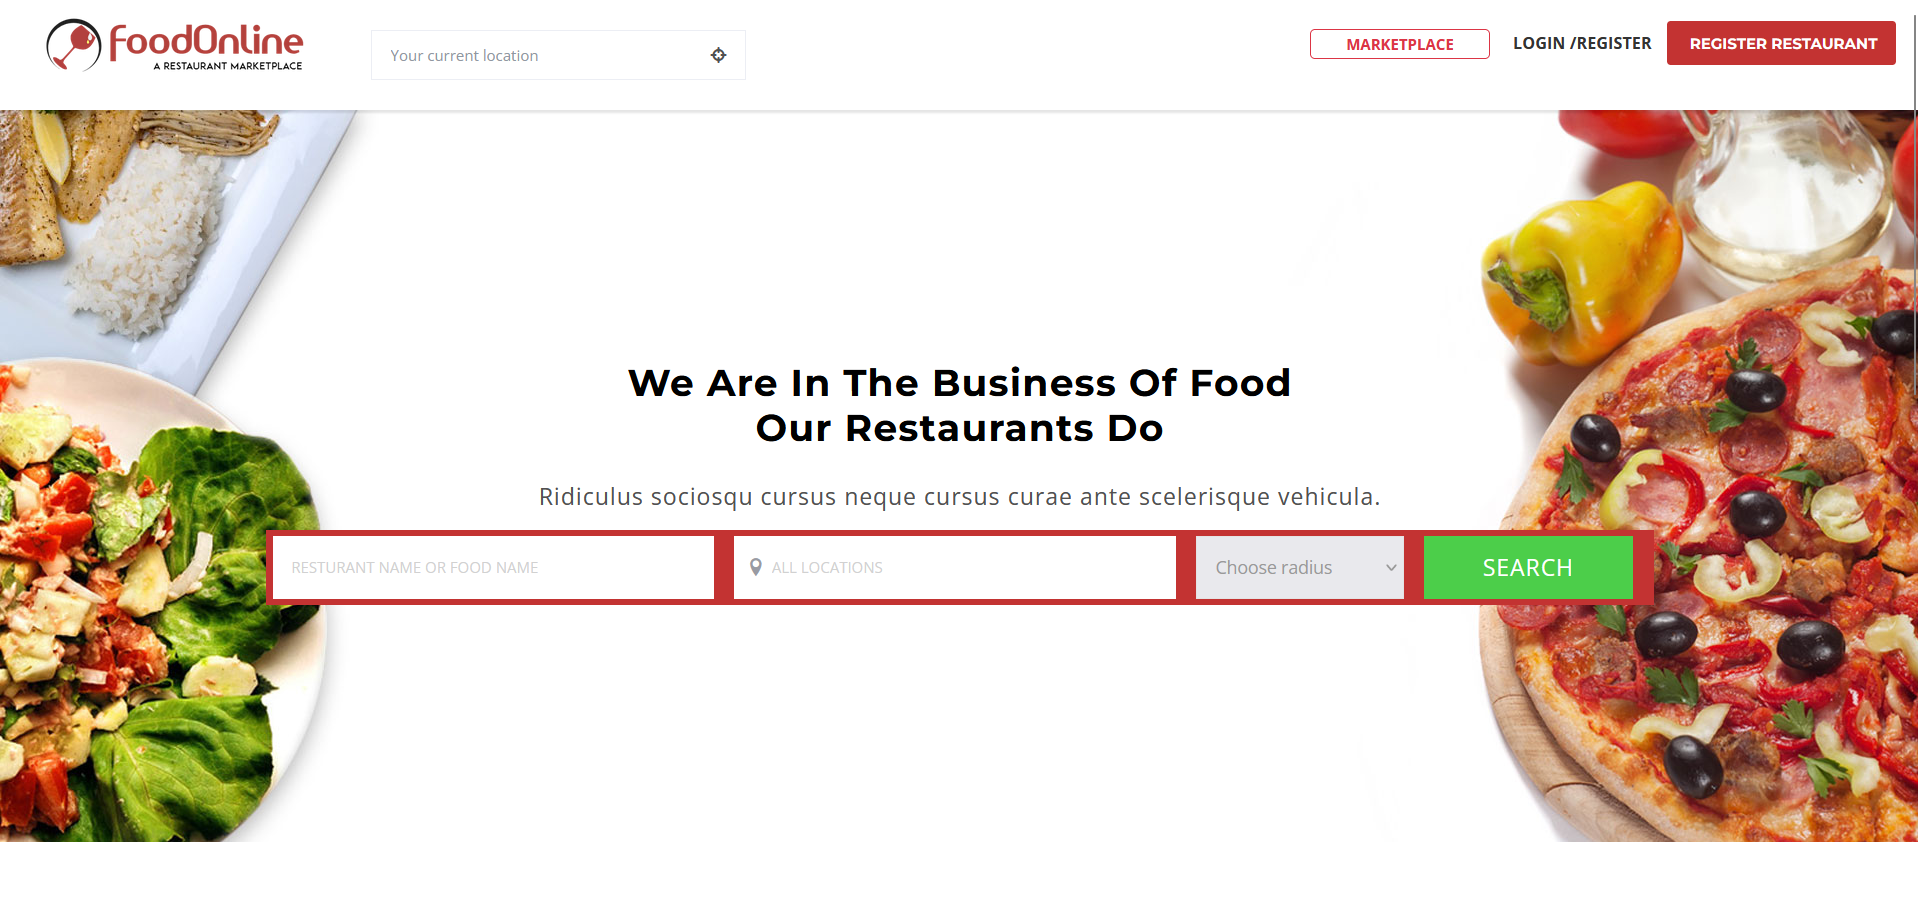 FoodOnline
A RESTAURANT MARKETPLACE
Your current location
MARKETPLACE
LOGIN /REGISTER
REGISTER RESTAURANT
We Are In The Business Of Food
Our Restaurants Do
Ridiculus sociosqu cursus neque cursus curae ante scelerisque vehicula.
RESTURANT NAME OR FOOD NAME
ALL LOCATIONS
Choose radius
SEARCH